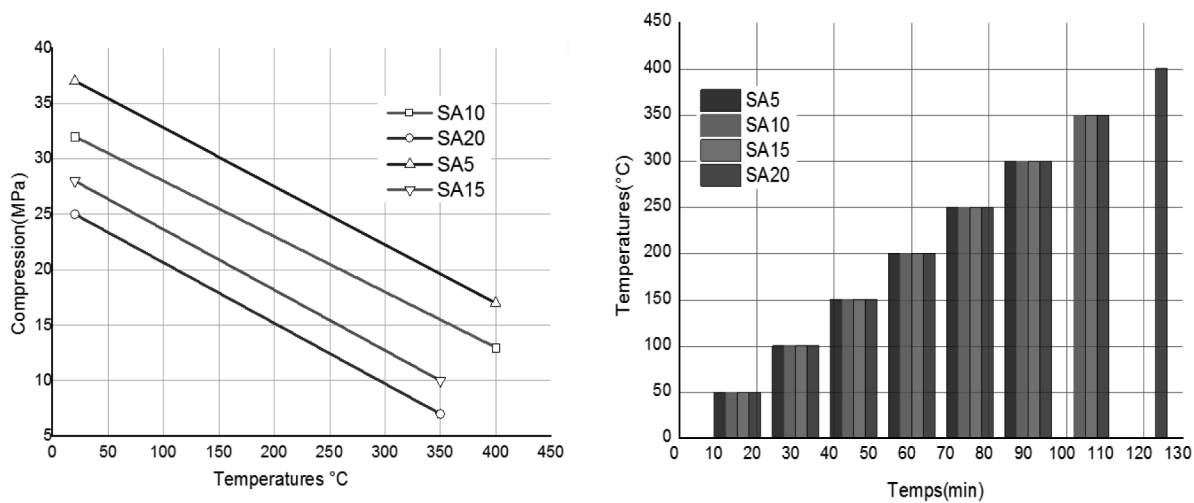 40
35
30
25
20
15
10
5
Compression(MPa)
0 50 100 150 200 250 300 350 400 450
Temperatures °C
SA10
SA20
SA5
SA15
450
400
350
300
250
200
150
100
50
0
Temperatures(°C)
0 10 20 30 40 50 60 70 80 90 100 110 120 130
Temps(min)
SA5
SA10
SA15
SA20